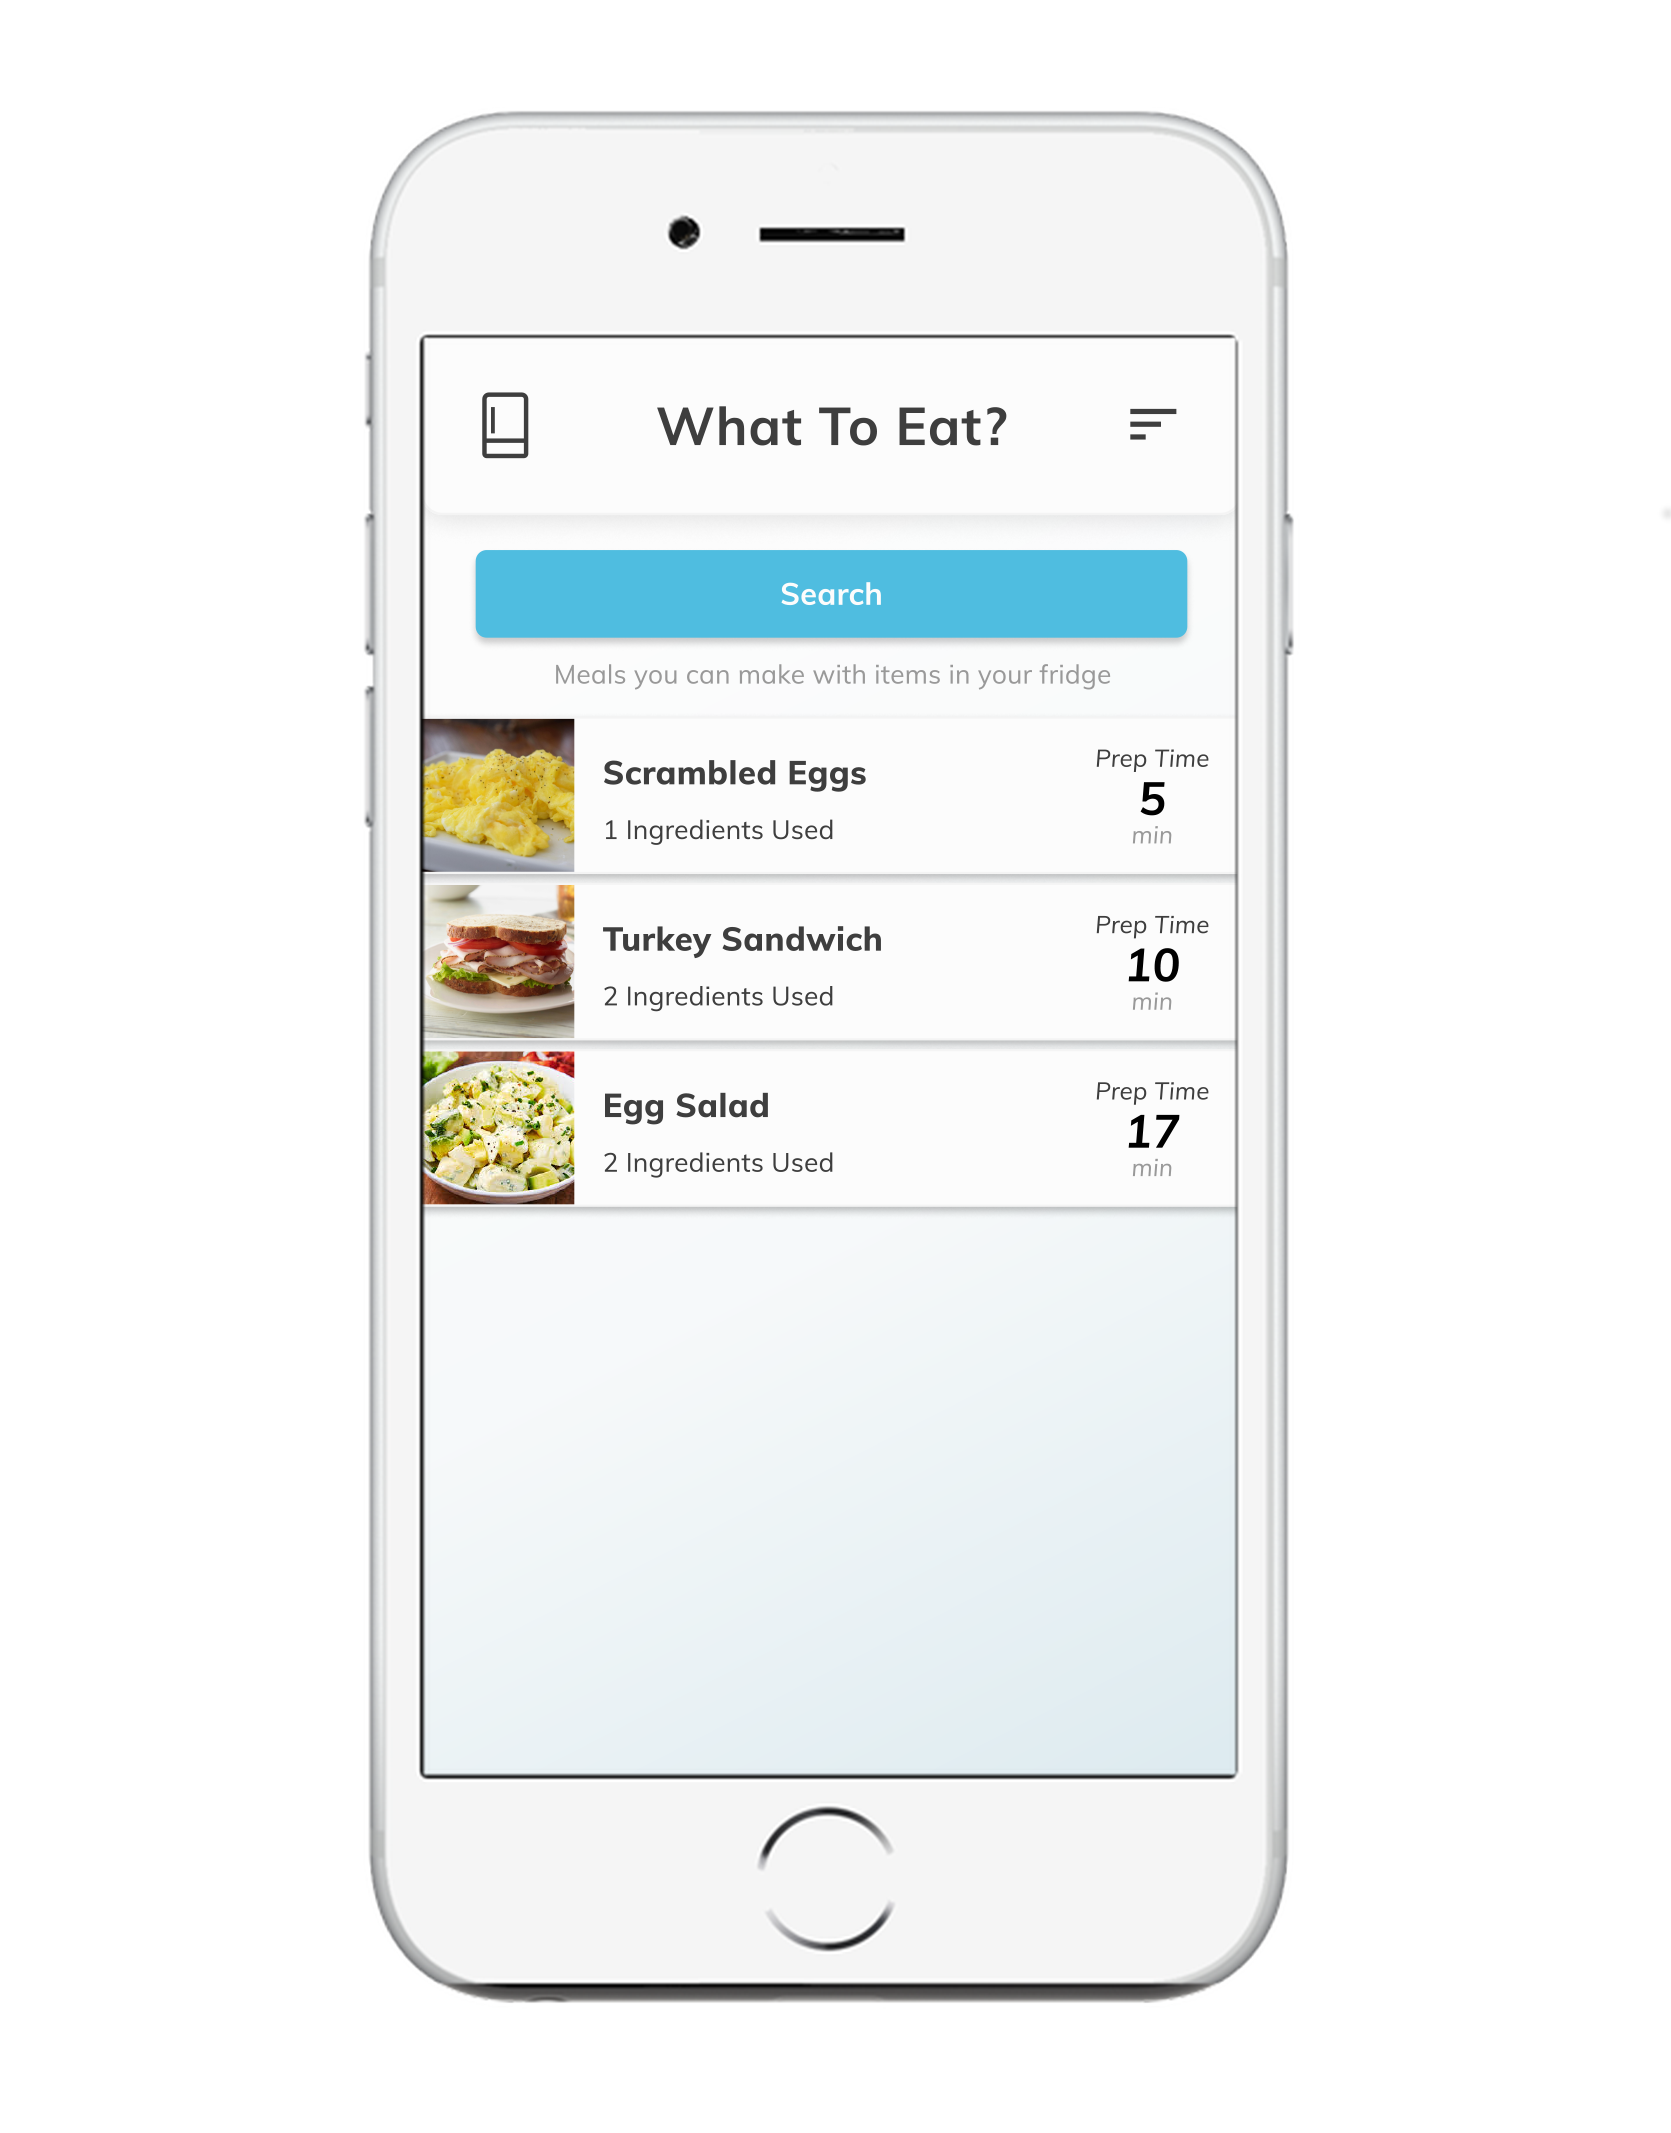 What To Eat?
Search
Meals you can make with items in your fridge
Scrambled Eggs
1 Ingredients Used
Prep Time
5
min
Turkey Sandwich
2 Ingredients Used
Prep Time
10
min
Egg Salad
2 Ingredients Used
Prep Time
17
min